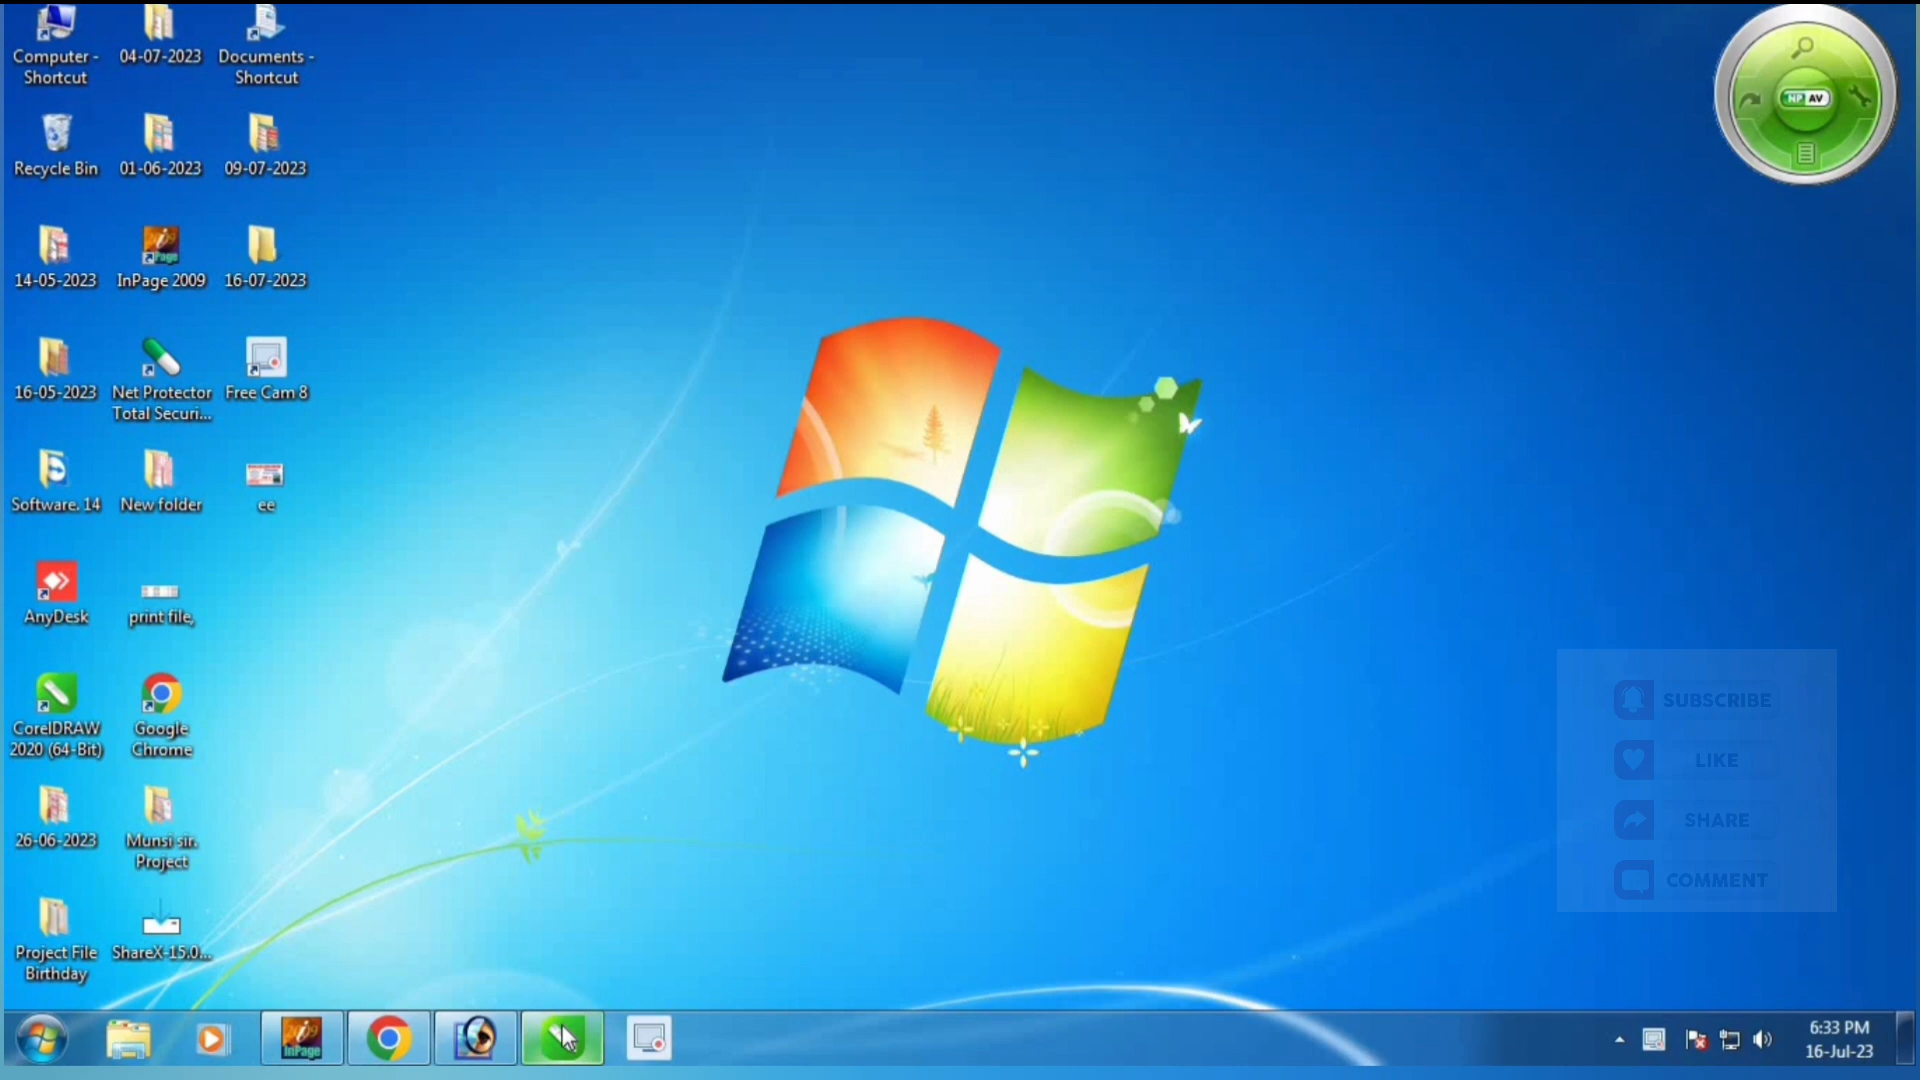 Computer -
Shortcut
04-07-2023
Documents -
Shortcut
Recycle Bin
01-06-2023
09-07-2023
14-05-2023
InPage 2009
16-07-2023
16-05-2023
Net Protector
Total Securi...
Free Cam 8
Software. 14
New folder
ee
AnyDesk
print file,
CorelDRAW
2020 (64-Bit)
Google
Chrome
26-06-2023
Munsi sir.
Project
Project File
Birthday
ShareX-15.0...
NP AV
SUBSCRIBE
LIKE
SHARE
COMMENT
2009
InPage
6:33 PM
16-Jul-23